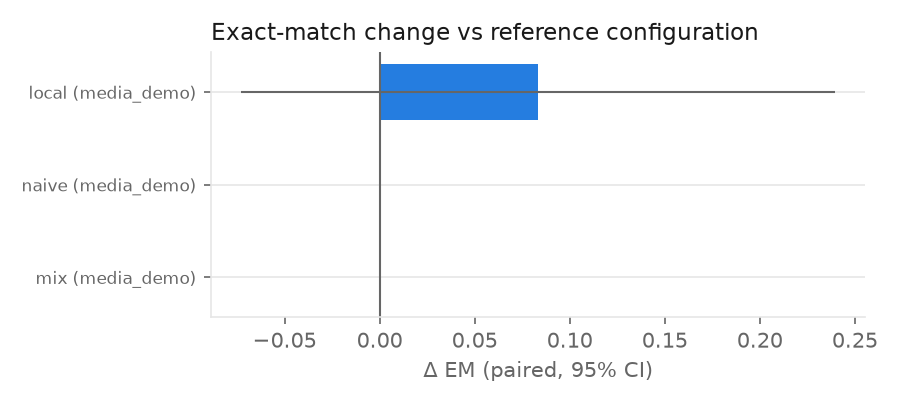 Exact-match change vs reference configuration
local (media_demo)
naive (media_demo)
mix (media_demo)
−0.05 0.00 0.05 0.10 0.15 0.20 0.25
Δ EM (paired, 95% CI)